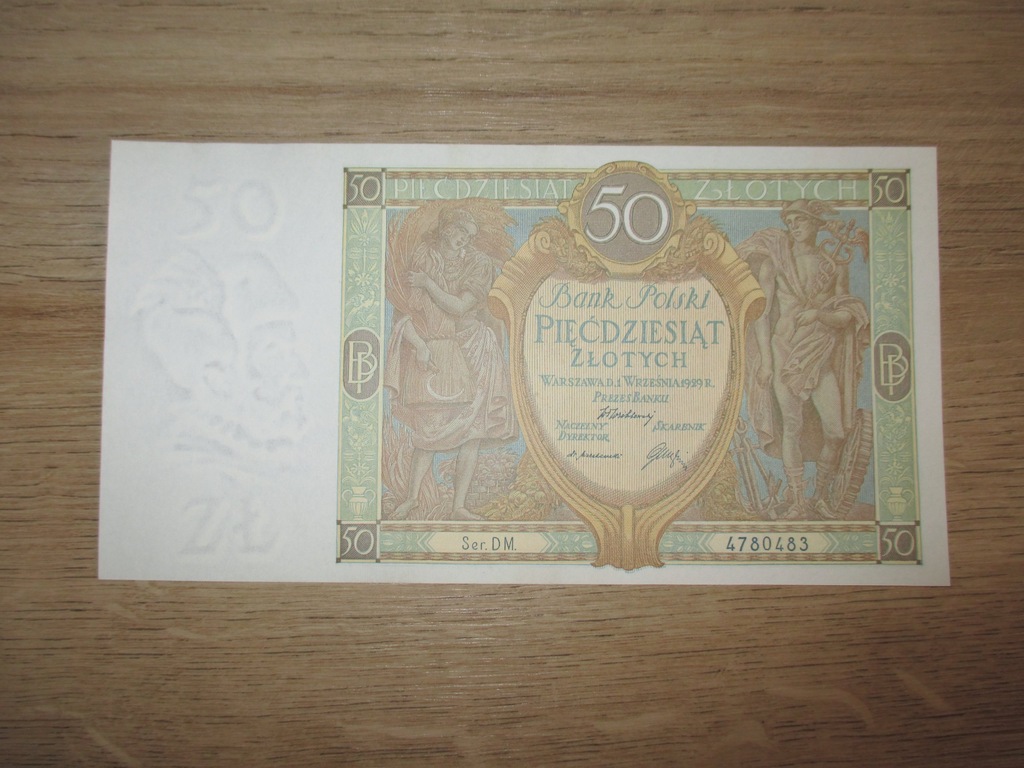 50 PIĘĆDZIESIĄT 50 ZŁOTYCH 50
50
Bank Polski
PIĘĆDZIESIĄT
ZŁOTYCH
WARSZAWA D. 1 WRZEŚNIA 1929 R.
PREZES BANKU
NACZELNY SKARBNIK
DYREKTOR
BP BP
ZŁ
50 Ser. DM. 4780483 50